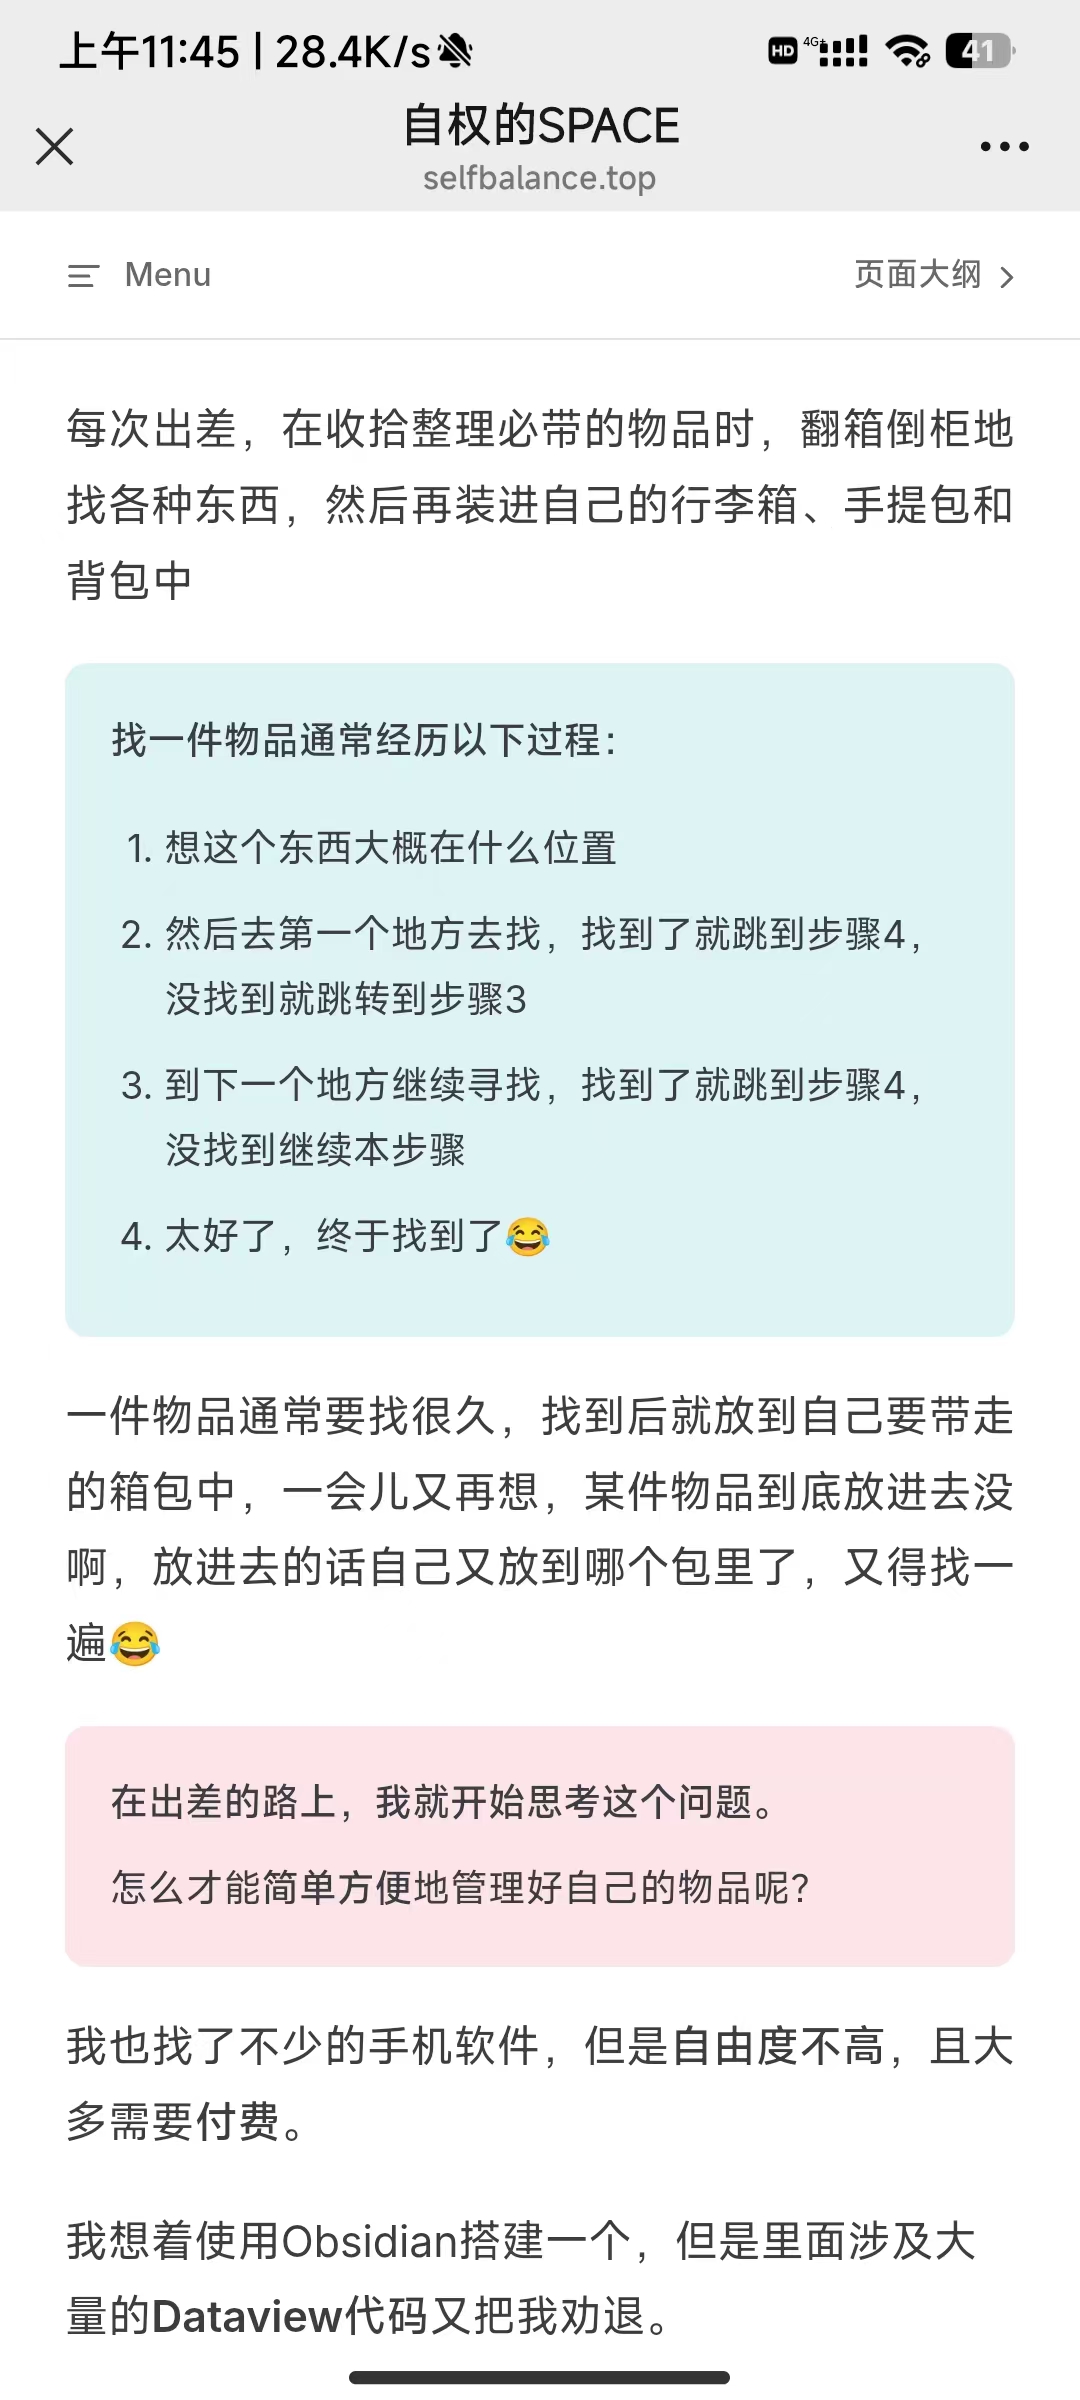 上午11:45 | 28.4K/s
HD 4G+ 41
自权的SPACE
selfbalance.top
Menu
页面大纲
每次出差，在收拾整理必带的物品时，翻箱倒柜地
找各种东西，然后再装进自己的行李箱、手提包和
背包中
找一件物品通常经历以下过程：
1. 想这个东西大概在什么位置
2. 然后去第一个地方去找，找到了就跳到步骤4，
没找到就跳转到步骤3
3. 到下一个地方继续寻找，找到了就跳到步骤4，
没找到继续本步骤
4. 太好了，终于找到了😂
一件物品通常要找很久，找到后就放到自己要带走
的箱包中，一会儿又再想，某件物品到底放进去没
啊，放进去的话自己又放到哪个包里了，又得找一
遍😂
在出差的路上，我就开始思考这个问题。
怎么才能简单方便地管理好自己的物品呢?
我也找了不少的手机软件，但是自由度不高，且大
多需要付费。
我想着使用Obsidian搭建一个，但是里面涉及大
量的Dataview代码又把我劝退。